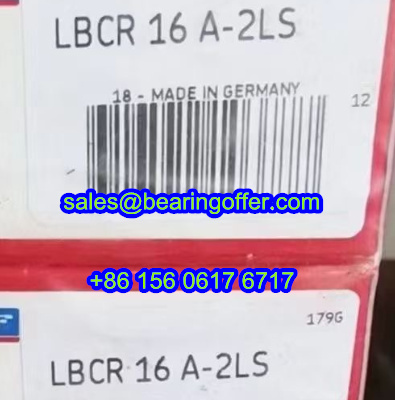 LBCR 16 A-2LS
18 - MADE IN GERMANY
12
sales@bearingoffer.com
+86 156 0617 6717
179G
LBCR 16 A-2LS